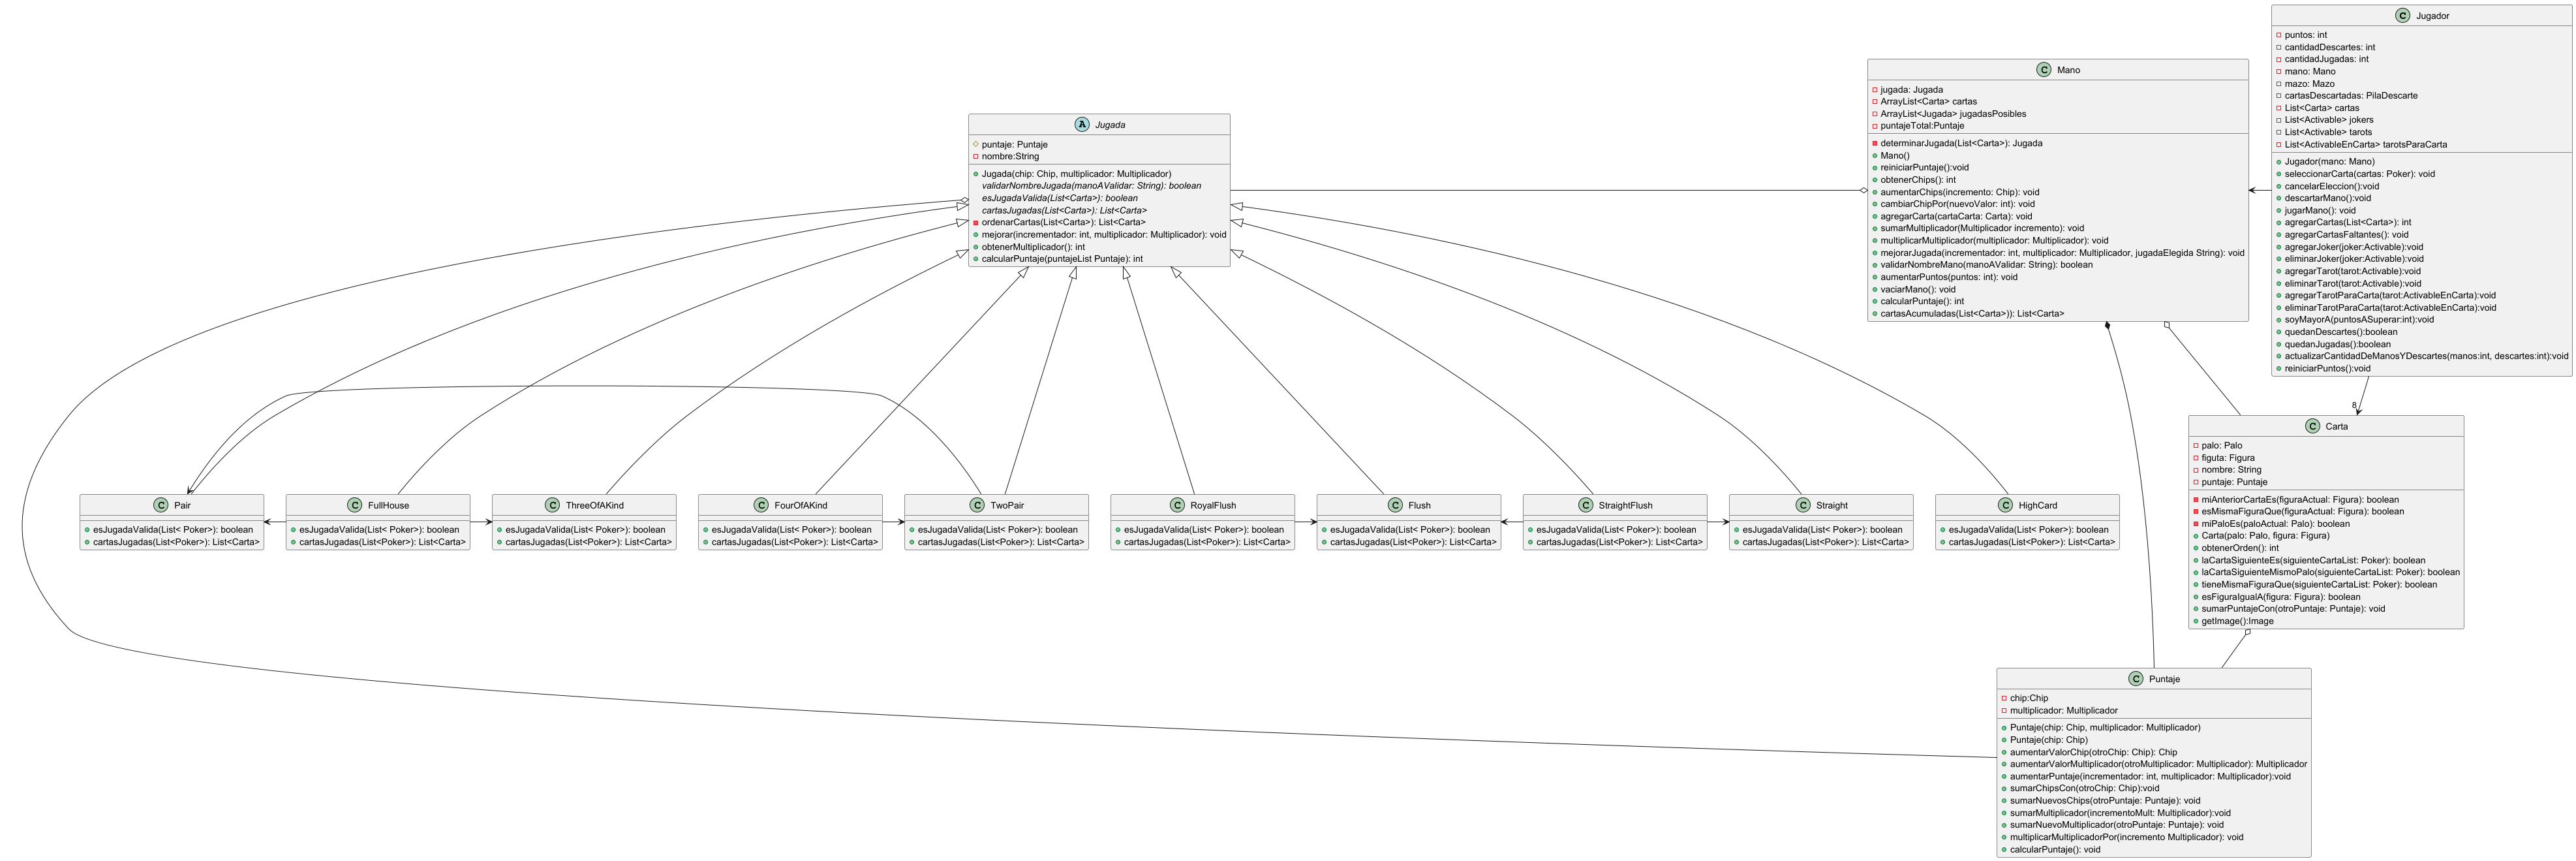 Jugador
puntos: int
cantidadDescartes: int
cantidadJugadas: int
mano: Mano
mazo: Mazo
cartasDescartadas: PilaDescarte
List<Carta> cartas
List<Activable> jokers
List<Activable> tarots
List<ActivableEnCarta> tarotsParaCarta
Jugador(mano: Mano)
seleccionarCarta(cartas: Poker): void
cancelarEleccion():void
descartarMano():void
jugarMano(): void
agregarCartas(List<Carta>): int
agregarCartasFaltantes(): void
agregarJoker(joker:Activable):void
eliminarJoker(joker:Activable):void
agregarTarot(tarot:Activable):void
eliminarTarot(tarot:Activable):void
agregarTarotParaCarta(tarot:ActivableEnCarta):void
eliminarTarotParaCarta(tarot:ActivableEnCarta):void
soyMayorA(puntosASuperar:int):void
quedanDescartes():boolean
quedanJugadas():boolean
actualizarCantidadDeManosYDescartes(manos:int, descartes:int):void
reiniciarPuntos():void
Mano
jugada: Jugada
ArrayList<Carta> cartas
ArrayList<Jugada> jugadasPosibles
puntajeTotal:Puntaje
determinarJugada(List<Carta>): Jugada
Mano()
reiniciarPuntaje():void
obtenerChips(): int
aumentarChips(incremento: Chip): void
cambiarChipPor(nuevoValor: int): void
agregarCarta(cartaCarta: Carta): void
sumarMultiplicador(Multiplicador incremento): void
multiplicarMultiplicador(multiplicador: Multiplicador): void
mejorarJugada(incrementador: int, multiplicador: Multiplicador, jugadaElegida String): void
validarNombreMano(manoAValidar: String): boolean
aumentarPuntos(puntos: int): void
vaciarMano(): void
calcularPuntaje(): int
cartasAcumuladas(List<Carta>)): List<Carta>
Jugada
puntaje: Puntaje
nombre:String
Jugada(chip: Chip, multiplicador: Multiplicador)
validarNombreJugada(manoAValidar: String): boolean
esJugadaValida(List<Carta>): boolean
cartasJugadas(List<Carta>): List<Carta>
ordenarCartas(List<Carta>): List<Carta>
mejorar(incrementador: int, multiplicador: Multiplicador): void
obtenerMultiplicador(): int
calcularPuntaje(puntajeList Puntaje): int
8
Carta
palo: Palo
figuta: Figura
nombre: String
puntaje: Puntaje
miAnteriorCartaEs(figuraActual: Figura): boolean
esMismaFiguraQue(figuraActual: Figura): boolean
miPaloEs(paloActual: Palo): boolean
Carta(palo: Palo, figura: Figura)
obtenerOrden(): int
laCartaSiguienteEs(siguienteCartaList: Poker): boolean
laCartaSiguienteMismoPalo(siguienteCartaList: Poker): boolean
tieneMismaFiguraQue(siguienteCartaList: Poker): boolean
esFiguraIgualA(figura: Figura): boolean
sumarPuntajeCon(otroPuntaje: Puntaje): void
getImage():Image
Pair
esJugadaValida(List< Poker>): boolean
cartasJugadas(List<Poker>): List<Carta>
FullHouse
esJugadaValida(List< Poker>): boolean
cartasJugadas(List<Poker>): List<Carta>
ThreeOfAKind
esJugadaValida(List< Poker>): boolean
cartasJugadas(List<Poker>): List<Carta>
FourOfAKind
esJugadaValida(List< Poker>): boolean
cartasJugadas(List<Poker>): List<Carta>
TwoPair
esJugadaValida(List< Poker>): boolean
cartasJugadas(List<Poker>): List<Carta>
RoyalFlush
esJugadaValida(List< Poker>): boolean
cartasJugadas(List<Poker>): List<Carta>
Flush
esJugadaValida(List< Poker>): boolean
cartasJugadas(List<Poker>): List<Carta>
StraightFlush
esJugadaValida(List< Poker>): boolean
cartasJugadas(List<Poker>): List<Carta>
Straight
esJugadaValida(List< Poker>): boolean
cartasJugadas(List<Poker>): List<Carta>
HighCard
esJugadaValida(List< Poker>): boolean
cartasJugadas(List<Poker>): List<Carta>
Puntaje
chip:Chip
multiplicador: Multiplicador
Puntaje(chip: Chip, multiplicador: Multiplicador)
Puntaje(chip: Chip)
aumentarValorChip(otroChip: Chip): Chip
aumentarValorMultiplicador(otroMultiplicador: Multiplicador): Multiplicador
aumentarPuntaje(incrementador: int, multiplicador: Multiplicador):void
sumarChipsCon(otroChip: Chip):void
sumarNuevosChips(otroPuntaje: Puntaje): void
sumarMultiplicador(incrementoMult: Multiplicador):void
sumarNuevoMultiplicador(otroPuntaje: Puntaje): void
multiplicarMultiplicadorPor(incremento Multiplicador): void
calcularPuntaje(): void